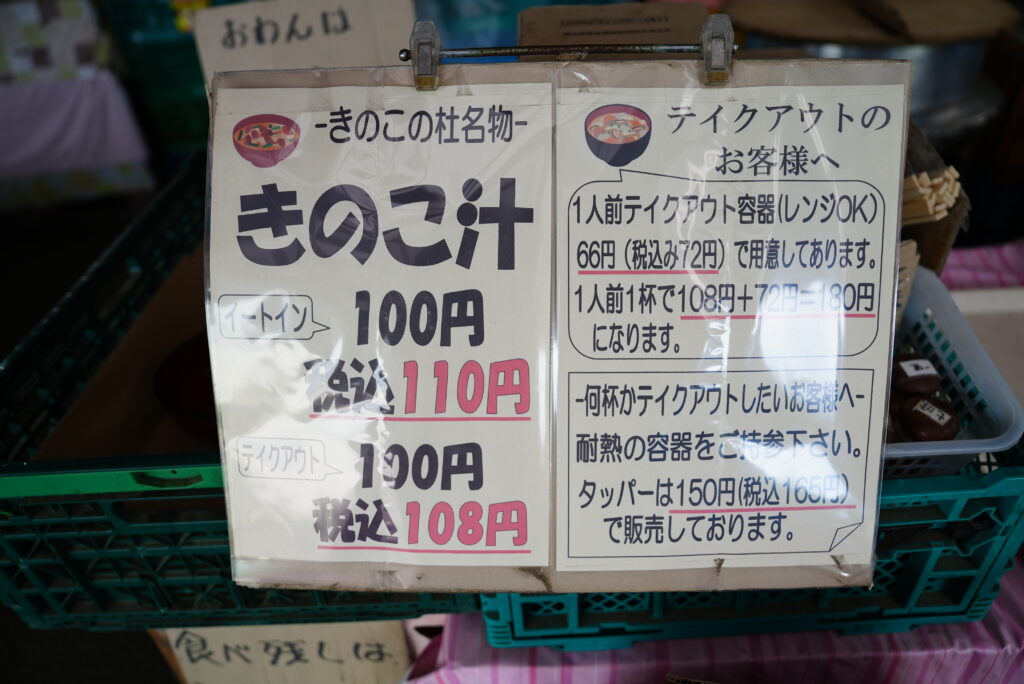 おわんは
-きのこの杜名物-
きのこ汁
イートイン
100円
税込110円
テイクアウト
100円
税込108円
テイクアウトの
お客様へ
1人前テイクアウト容器(レンジOK)
66円(税込み72円)で用意してあります。
1人前1杯で108円+72円=180円
になります。
-何杯かテイクアウトしたいお客様へ-
耐熱の容器をご持参下さい。
タッパーは150円(税込165円)
で販売しております。
食べ残しは